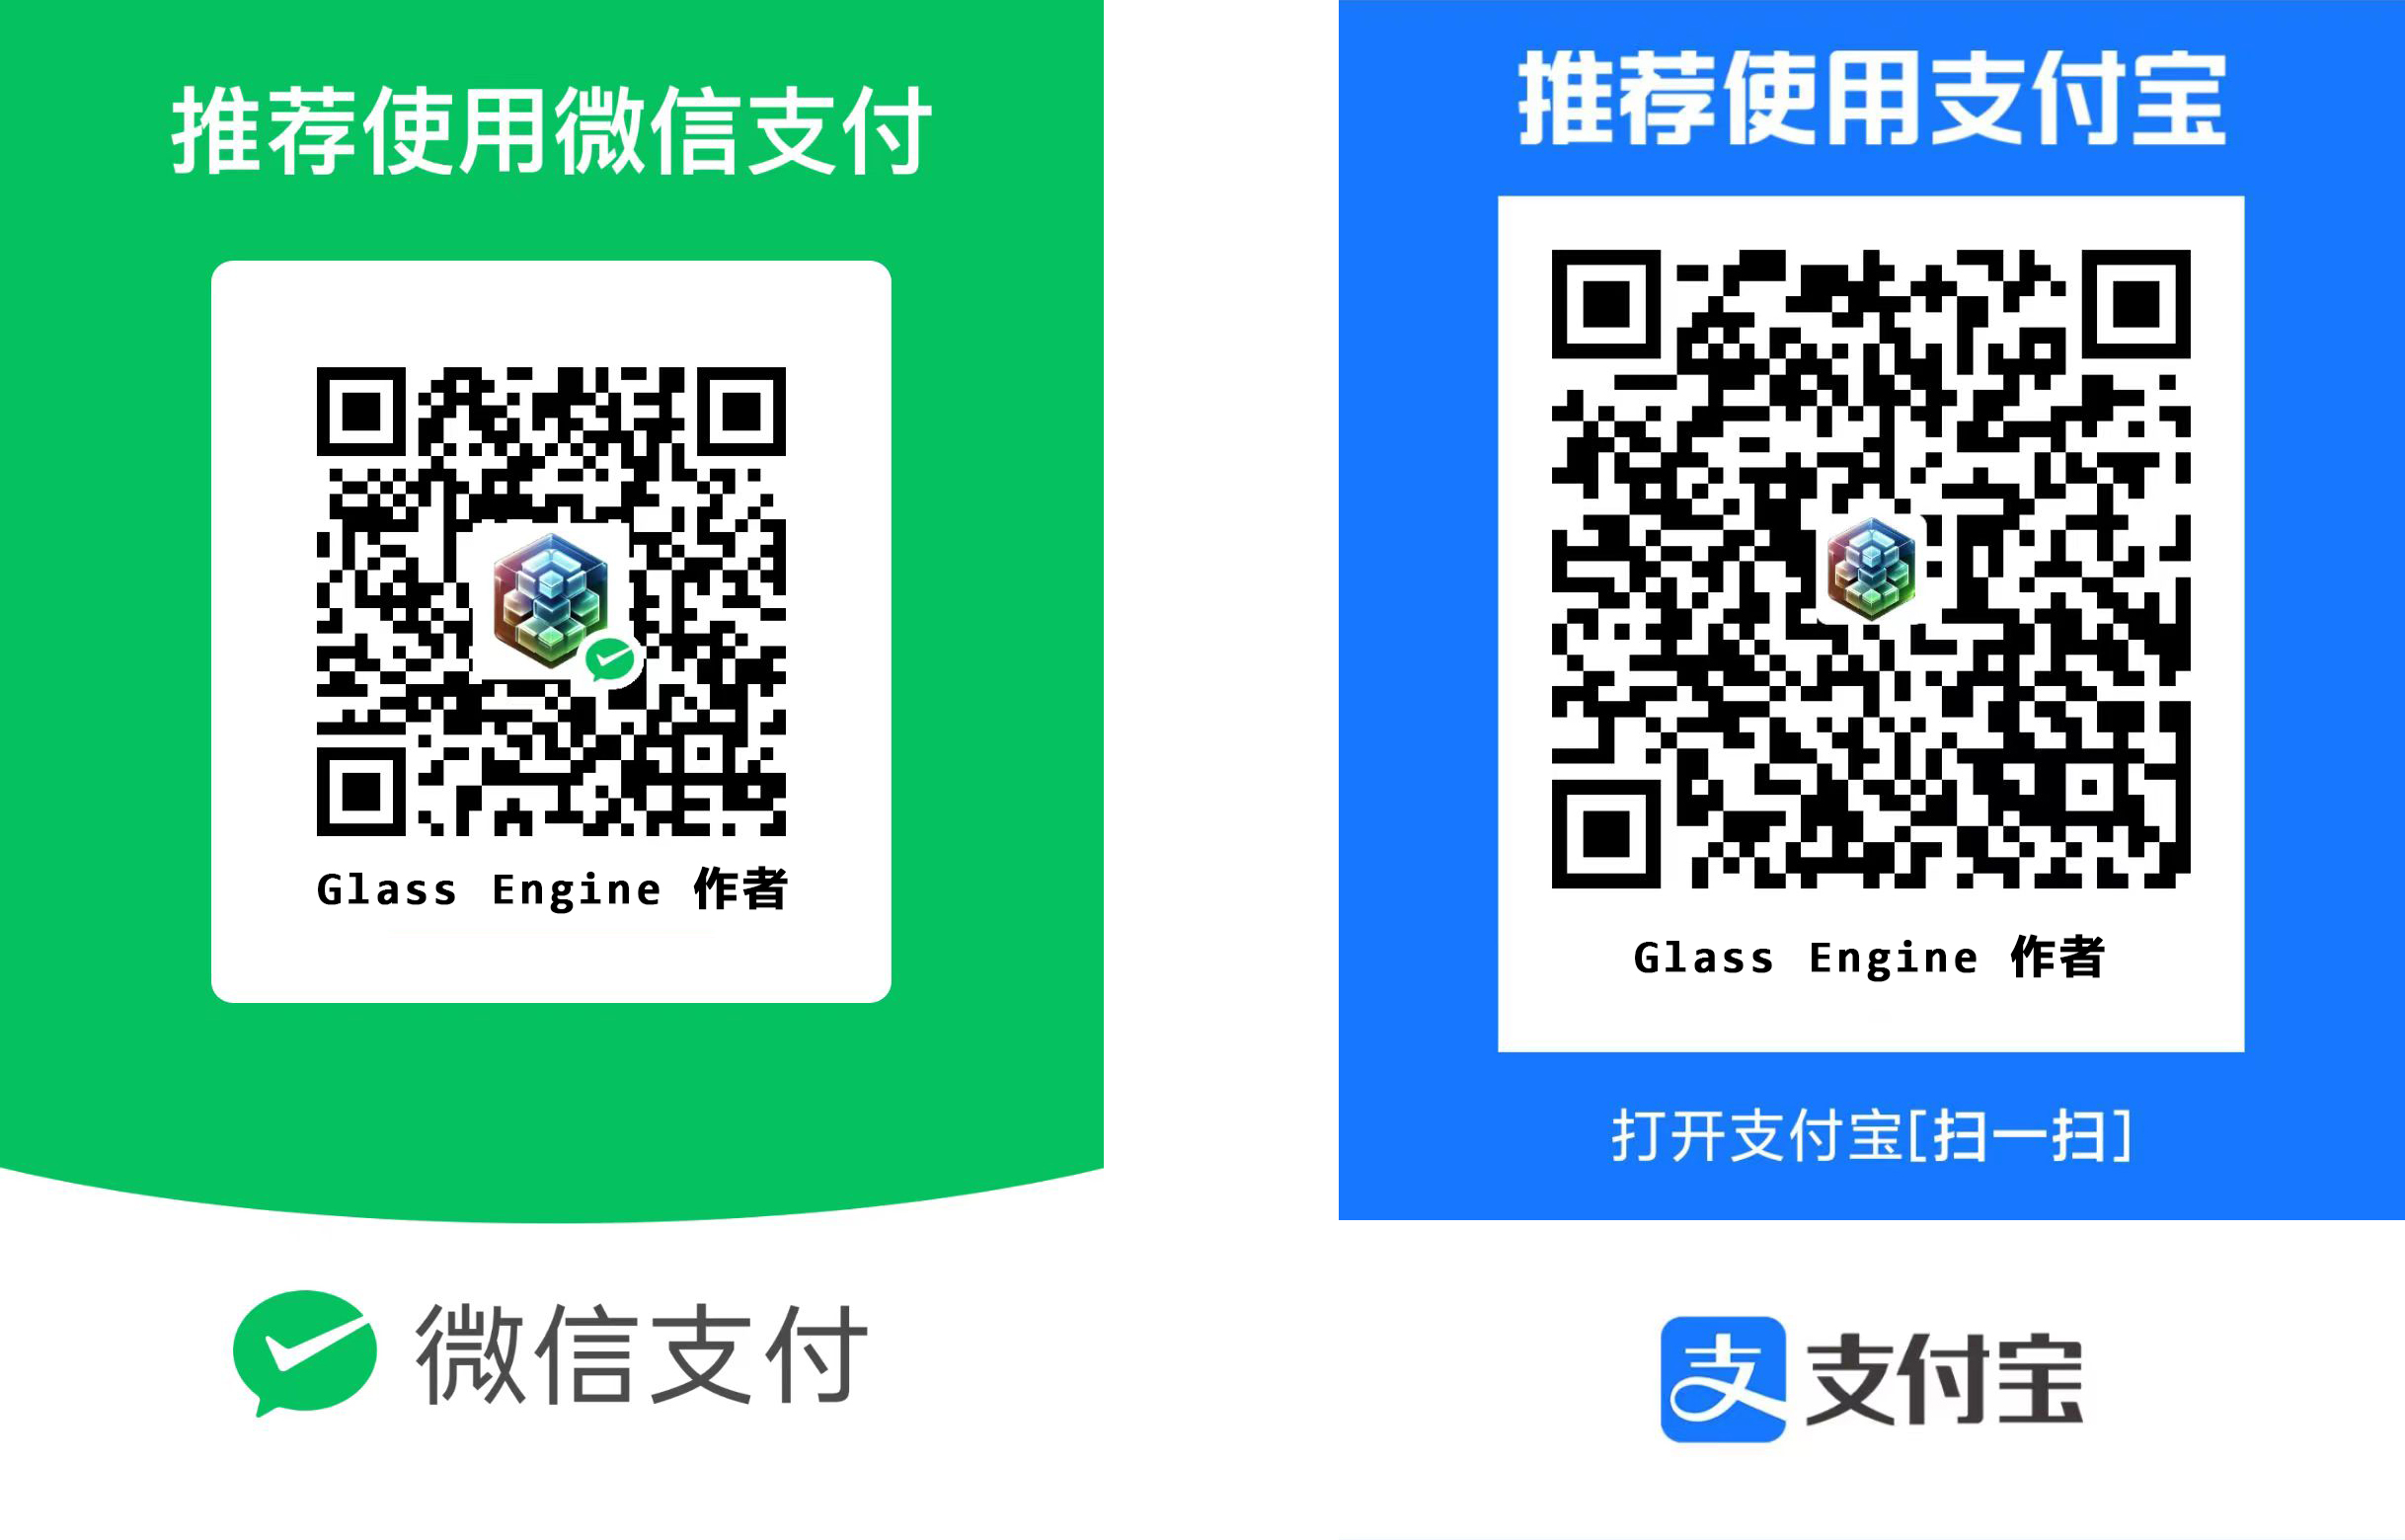 推荐使用微信支付
Glass Engine 作者
微信支付
推荐使用支付宝
Glass Engine 作者
打开支付宝[扫一扫]
支 支付宝